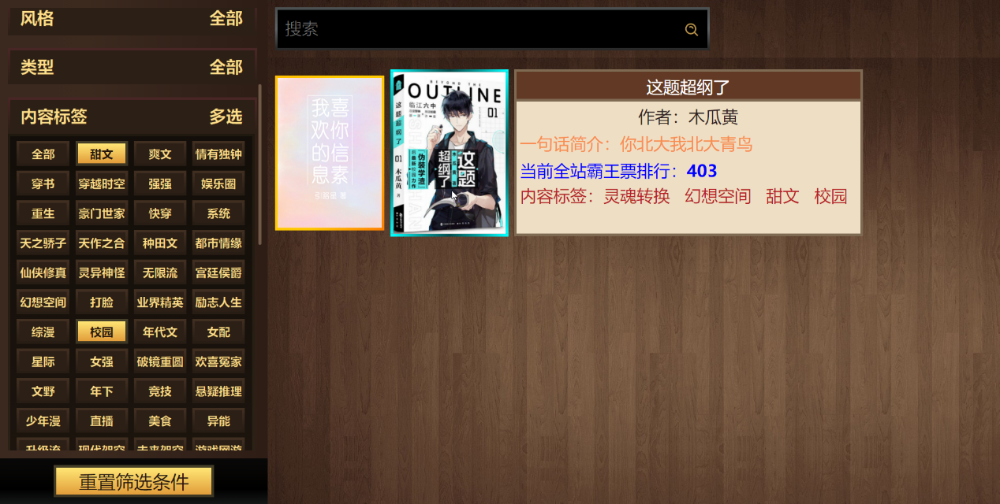 风格 全部
类型 全部
内容标签 多选
全部 甜文 爽文 情有独钟
穿书 穿越时空 强强 娱乐圈
重生 豪门世家 快穿 系统
天之骄子 天作之合 种田文 都市情缘
仙侠修真 灵异神怪 无限流 宫廷侯爵
幻想空间 打脸 业界精英 励志人生
综漫 校园 年代文 女配
星际 女强 破镜重圆 欢喜冤家
文野 年下 竞技 悬疑推理
少年漫 直播 美食 异能
升级流 现代架空 未来架空 游戏网游
重置筛选条件
搜索
我喜
欢你
的信
息素
引路星 著
BEYOND THE
OUTLINE
临江六中
01
这题超纲了
01
木瓜黄
著
伪装学渣
这题
超纲了
这题超纲了
作者：木瓜黄
一句话简介：你北大我北大青鸟
当前全站霸王票排行：403
内容标签：灵魂转换 幻想空间 甜文 校园